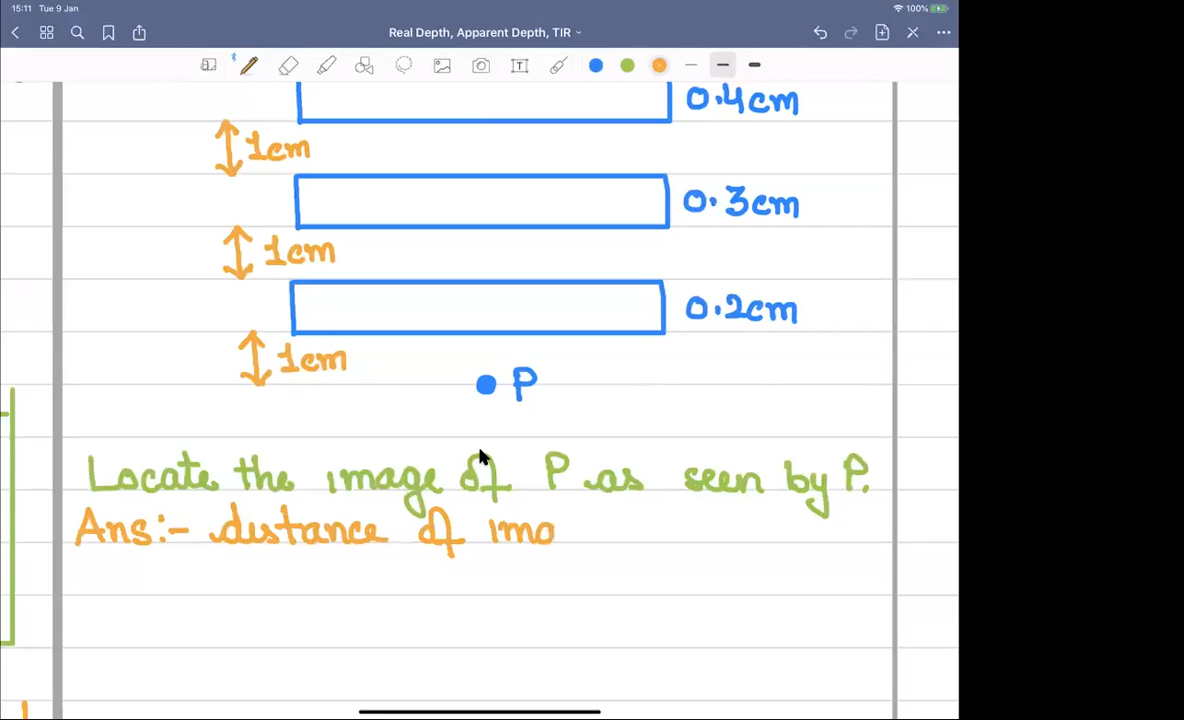 15:11 Tue 9 Jan
100%
Real Depth, Apparent Depth, TIR
0.4cm
1cm
0.3cm
1cm
0.2cm
1cm
P
Locate the image of P as seen by P.
Ans:- distance of ima